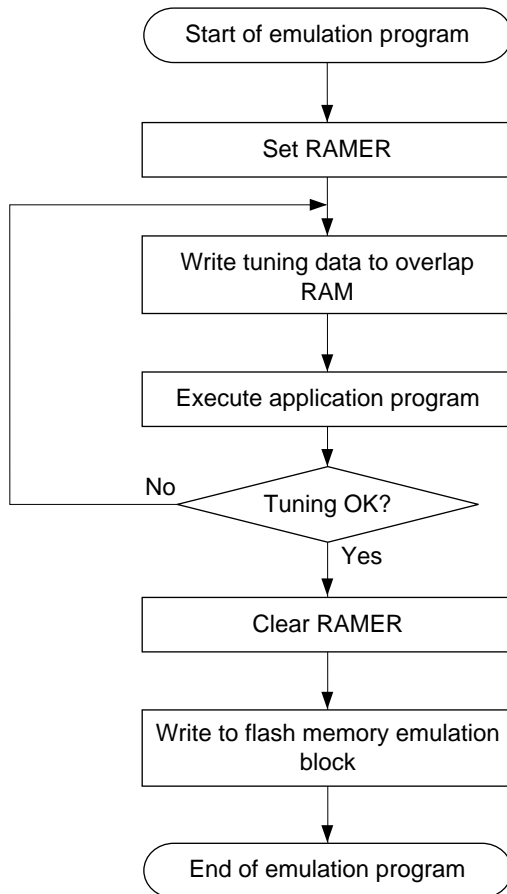 Start of emulation program
Set RAMER
Write tuning data to overlap
RAM
Execute application program
No
Tuning OK?
Yes
Clear RAMER
Write to flash memory emulation
block
End of emulation program